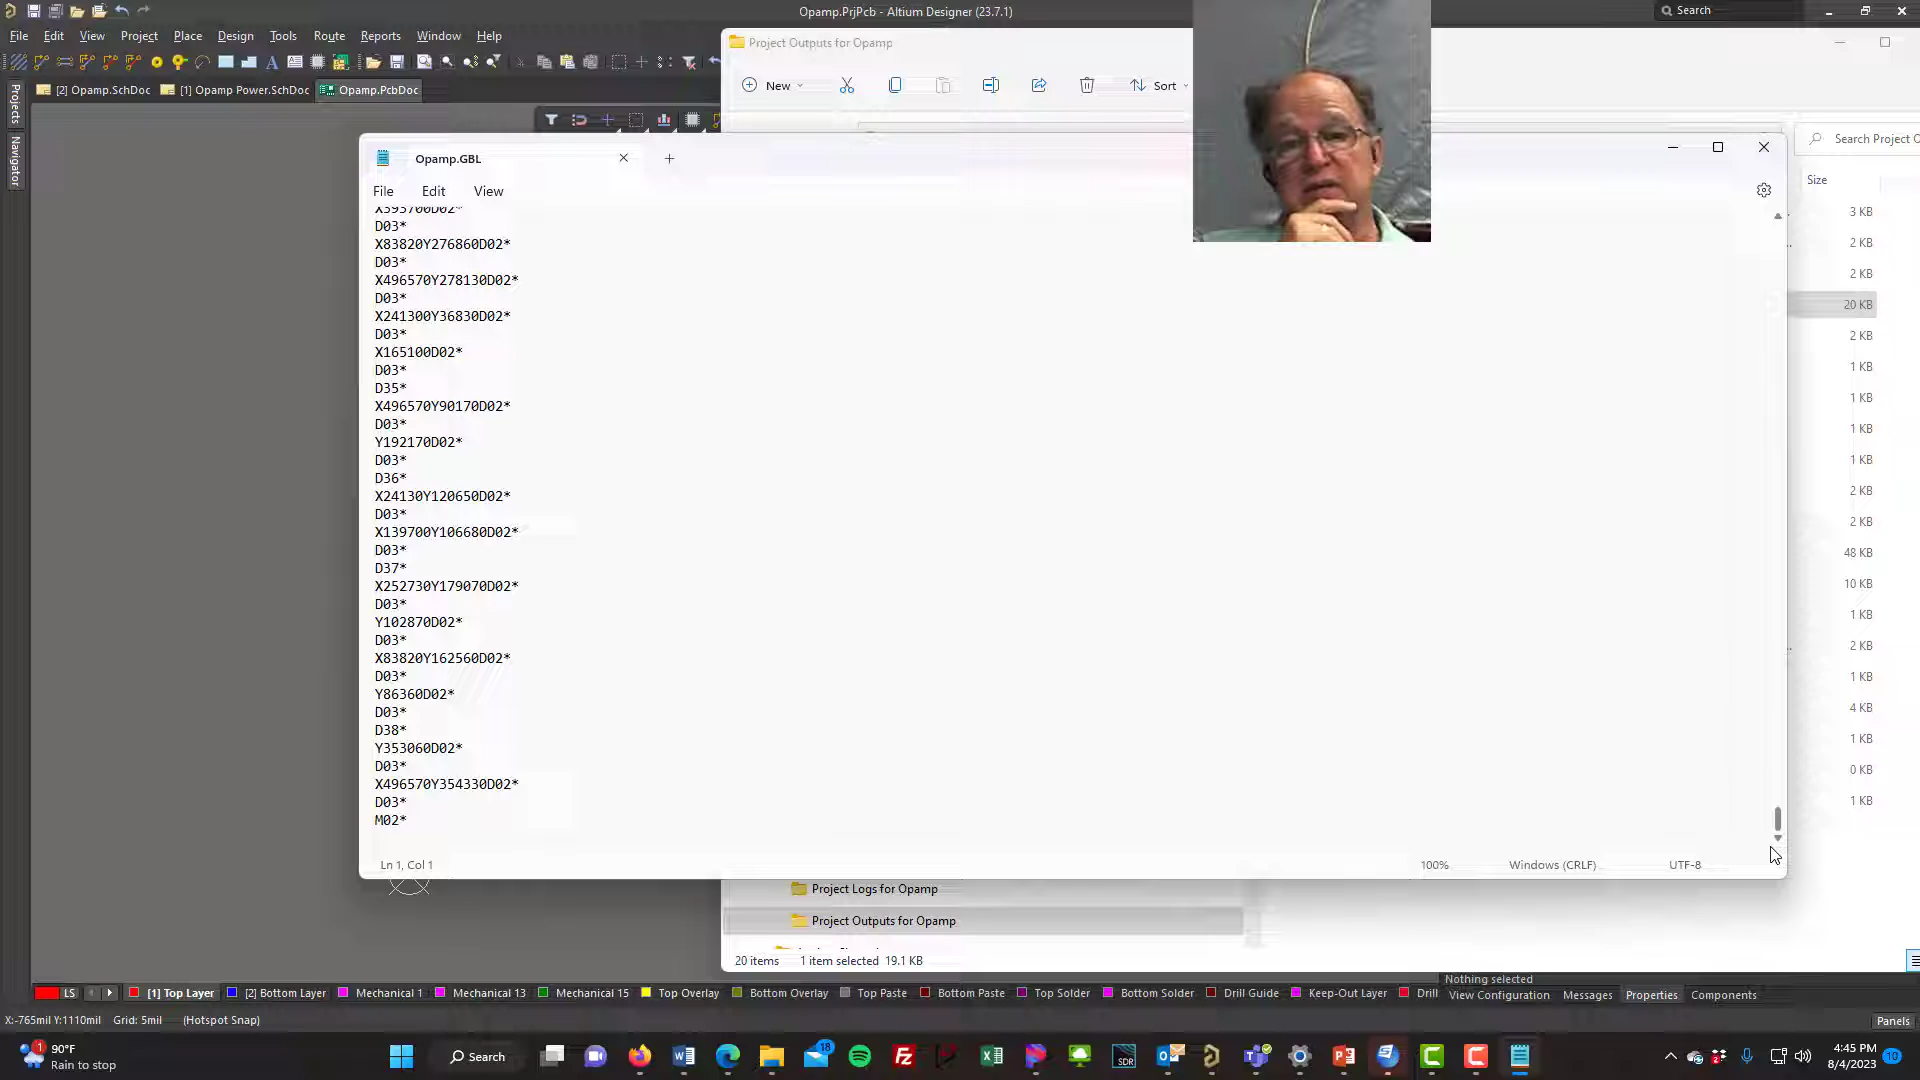 Opamp.PrjPcb - Altium Designer (23.7.1)
Search
File Edit View Project Place Design Tools Route Reports Window Help
[2] Opamp.SchDoc [1] Opamp Power.SchDoc Opamp.PcbDoc
Projects
Navigator
Project Outputs for Opamp
New
Sort
Search Project O
Size
3 KB
2 KB
2 KB
20 KB
2 KB
1 KB
1 KB
1 KB
1 KB
2 KB
2 KB
48 KB
10 KB
1 KB
2 KB
1 KB
4 KB
1 KB
0 KB
1 KB
Opamp.GBL
File Edit View
X393700D02*
D03*
X83820Y276860D02*
D03*
X496570Y278130D02*
D03*
X241300Y36830D02*
D03*
X165100D02*
D03*
D35*
X496570Y90170D02*
D03*
Y192170D02*
D03*
D36*
X24130Y120650D02*
D03*
X139700Y106680D02*
D03*
D37*
X252730Y179070D02*
D03*
Y102870D02*
D03*
X83820Y162560D02*
D03*
Y86360D02*
D03*
D38*
Y353060D02*
D03*
X496570Y354330D02*
D03*
M02*
Ln 1, Col 1
100% Windows (CRLF) UTF-8
Project Logs for Opamp
Project Outputs for Opamp
20 items 1 item selected 19.1 KB
Nothing selected
LS [1] Top Layer [2] Bottom Layer Mechanical 1 Mechanical 13 Mechanical 15 Top Overlay Bottom Overlay Top Paste Bottom Paste Top Solder Bottom Solder Drill Guide Keep-Out Layer Drill
View Configuration Messages Properties Components
X:-765mil Y:1110mil Grid: 5mil (Hotspot Snap)
Panels
1
90°F
Rain to stop
Search
18
SDR
4:45 PM
8/4/2023
10